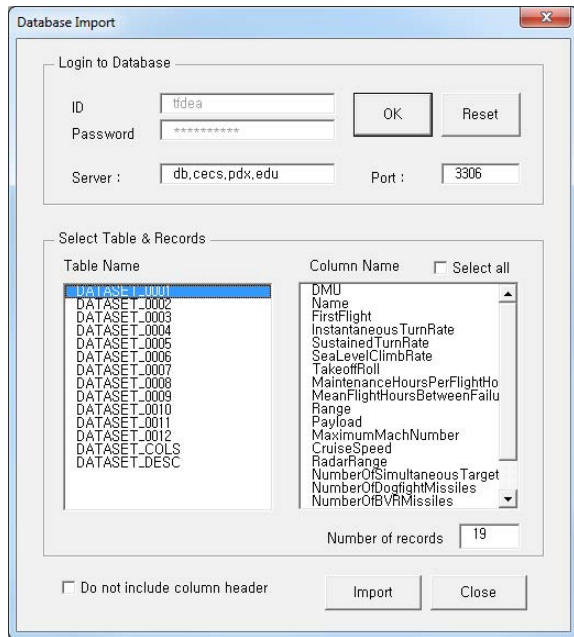 Database Import
Login to Database
ID
tfdea
Password
**********
OK
Reset
Server :
db,cecs,pdx,edu
Port :
3306
Select Table & Records
Table Name
DATASET_0001
DATASET_0002
DATASET_0003
DATASET_0004
DATASET_0005
DATASET_0006
DATASET_0007
DATASET_0008
DATASET_0009
DATASET_0010
DATASET_0011
DATASET_0012
DATASET_COLS
DATASET_DESC
Column Name
Select all
DMU
Name
FirstFlight
InstantaneousTurnRate
SustainedTurnRate
SeaLevelClimbRate
TakeoffRoll
MaintenanceHoursPerFlightHo
MeanFlightHoursBetweenFailu
Range
Payload
MaximumMachNumber
CruiseSpeed
RadarRange
NumberOfSimultaneousTarget
NumberOfDogfightMissiles
NumberOfBVRMissiles
Number of records
19
Do not include column header
Import
Close